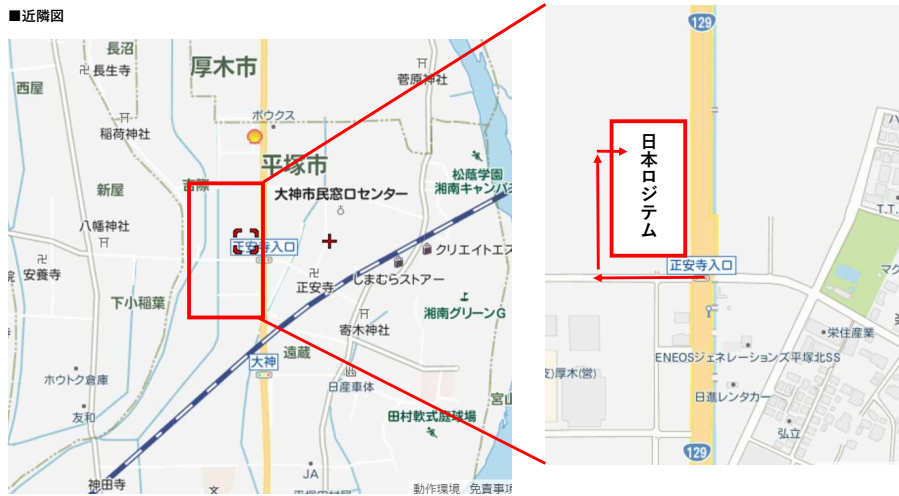 ■近隣図
長沼
卍長生寺
厚木市
西屋
菅原神社
ボウクス
稲荷神社
平塚市
松蔭学園
湘南キャンパ
吉際
大神市民窓口センター
新屋
八幡神社
正安寺入口
クリエイトエス
安養寺
卍
正安寺
しまむらストアー
下小稲葉
湘南グリーンG
寄木神社
遠蔵
大神
ホウトク倉庫
日産車体
友和
宮山
田村軟式庭球場
JA
神田寺
動作環境 免責事項
129
日本ロジテム
T.T.
正安寺入口
マク
栄住産業
ENEOSジェネレーションズ平塚北SS
厚木(営)
日進レンタカー
弘立
129